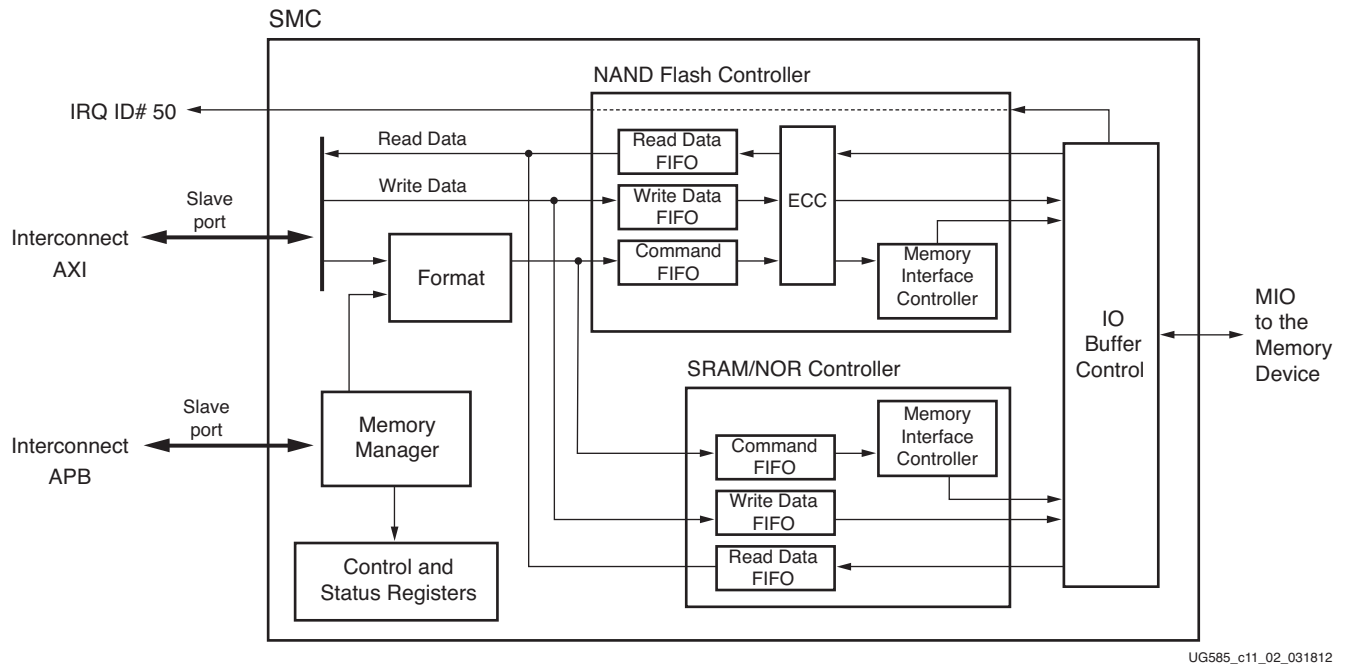 SMC
NAND Flash Controller
IRQ ID# 50
Read Data
Read Data
FIFO
Write Data
Write Data
FIFO
ECC
Slave
port
Interconnect
AXI
Format
Command
FIFO
Memory
Interface
Controller
IO
Buffer
Control
MIO
to the
Memory
Device
SRAM/NOR Controller
Slave
port
Interconnect
APB
Memory
Manager
Command
FIFO
Memory
Interface
Controller
Write Data
FIFO
Read Data
FIFO
Control and
Status Registers
UG585_c11_02_031812